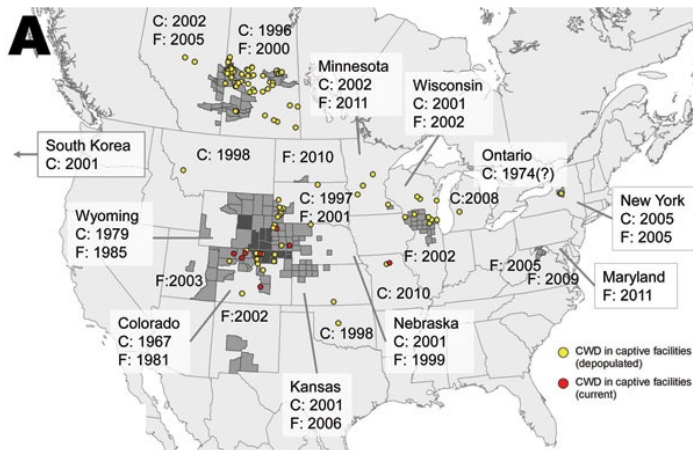 A
C: 2002
F: 2005
C: 1996
F: 2000
Minnesota
C: 2002
F: 2011
Wisconsin
C: 2001
F: 2002
South Korea
C: 2001
C: 1998
F: 2010
Ontario
C: 1974(?)
C: 1997
F: 2001
C:2008
New York
C: 2005
F: 2005
Wyoming
C: 1979
F: 1985
F: 2002
F:2005
F:2009
Maryland
F: 2011
F:2003
C: 2010
Colorado
C: 1967
F: 1981
F:2002
C: 1998
Nebraska
C: 2001
F: 1999
Kansas
C: 2001
F: 2006
CWD in captive facilities
(depopulated)
CWD in captive facilities
(current)